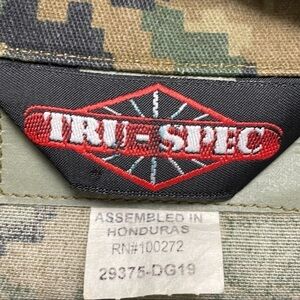 TRU-SPEC
ASSEMBLED IN
HONDURAS
RN#100272
29375-DG19